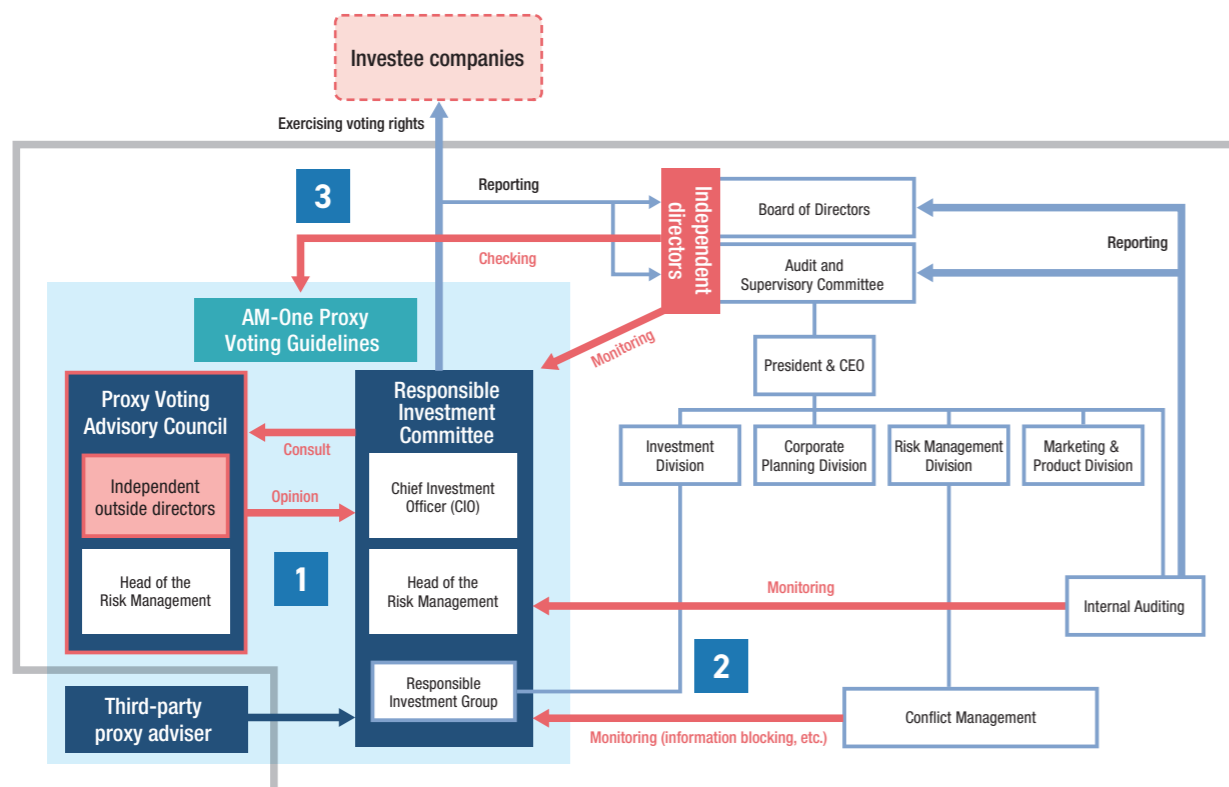 Investee companies
Exercising voting rights
3
Reporting
Independent
directors
Board of Directors
Reporting
Checking
Audit and
Supervisory Committee
AM-One Proxy
Voting Guidelines
Monitoring
President & CEO
Proxy Voting
Advisory Council
Responsible
Investment
Committee
Consult
Investment
Division
Corporate
Planning Division
Risk Management
Division
Marketing &
Product Division
Independent
outside directors
Opinion
Chief Investment
Officer (CIO)
1
Head of the
Risk Management
Head of the
Risk Management
Monitoring
Internal Auditing
2
Responsible
Investment Group
Third-party
proxy adviser
Conflict Management
Monitoring (information blocking, etc.)